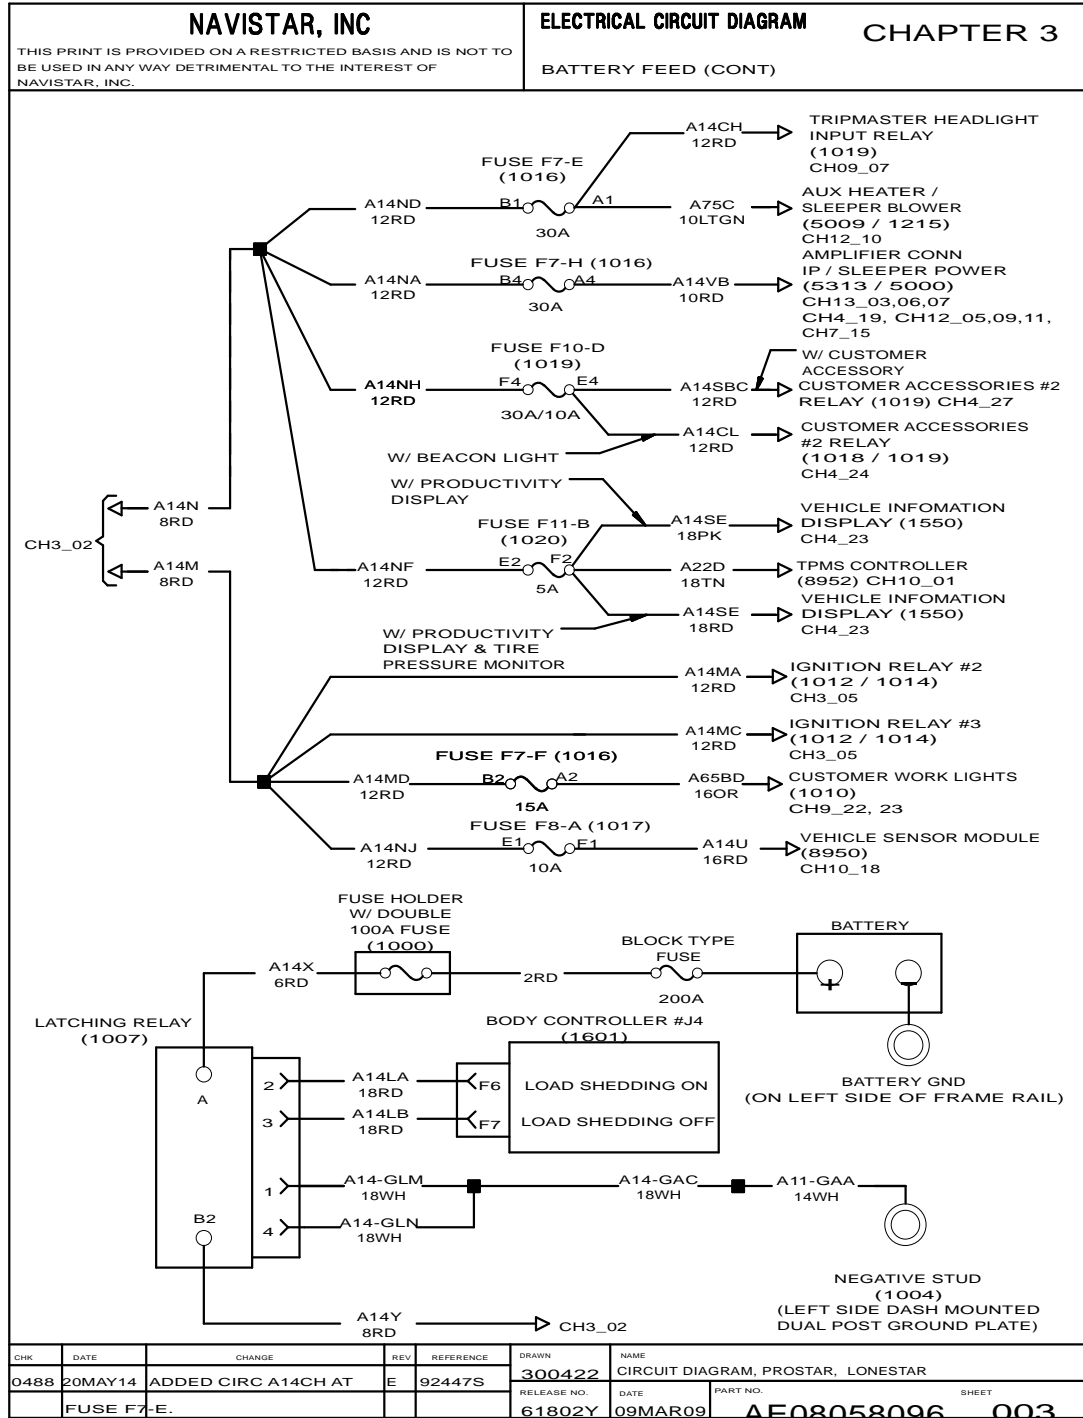 NAVISTAR, INC
THIS PRINT IS PROVIDED ON A RESTRICTED BASIS AND IS NOT TO
BE USED IN ANY WAY DETRIMENTAL TO THE INTEREST OF
NAVISTAR, INC.
ELECTRICAL CIRCUIT DIAGRAM
CHAPTER 3
BATTERY FEED (CONT)
A14CH
12RD
TRIPMASTER HEADLIGHT
INPUT RELAY
(1019)
CH09_07
FUSE F7-E
(1016)
A14ND
12RD
B1
A1
30A
A75C
10LTGN
AUX HEATER /
SLEEPER BLOWER
(5009 / 1215)
CH12_10
FUSE F7-H (1016)
A14NA
12RD
B4
A4
30A
A14VB
10RD
AMPLIFIER CONN
IP / SLEEPER POWER
(5313 / 5000)
CH13_03,06,07
CH4_19, CH12_05,09,11,
CH7_15
FUSE F10-D
(1019)
A14NH
12RD
F4
E4
30A/10A
W/ CUSTOMER
ACCESSORY
A14SBC
12RD
CUSTOMER ACCESSORIES #2
RELAY (1019) CH4_27
W/ BEACON LIGHT
A14CL
12RD
CUSTOMER ACCESSORIES
#2 RELAY
(1018 / 1019)
CH4_24
W/ PRODUCTIVITY
DISPLAY
CH3_02
A14N
8RD
A14M
8RD
FUSE F11-B
(1020)
A14NF
12RD
E2
F2
5A
A14SE
18PK
VEHICLE INFOMATION
DISPLAY (1550)
CH4_23
A22D
18TN
TPMS CONTROLLER
(8952) CH10_01
A14SE
18RD
VEHICLE INFOMATION
DISPLAY (1550)
CH4_23
W/ PRODUCTIVITY
DISPLAY & TIRE
PRESSURE MONITOR
A14MA
12RD
IGNITION RELAY #2
(1012 / 1014)
CH3_05
A14MC
12RD
IGNITION RELAY #3
(1012 / 1014)
CH3_05
FUSE F7-F (1016)
A14MD
12RD
B2
A2
15A
A65BD
16OR
CUSTOMER WORK LIGHTS
(1010)
CH9_22, 23
FUSE F8-A (1017)
A14NJ
12RD
E1
F1
10A
A14U
16RD
VEHICLE SENSOR MODULE
(8950)
CH10_18
FUSE HOLDER
W/ DOUBLE
100A FUSE
(1000)
A14X
6RD
2RD
BLOCK TYPE
FUSE
200A
BATTERY
+
-
BATTERY GND
(ON LEFT SIDE OF FRAME RAIL)
LATCHING RELAY
(1007)
A
B2
2
3
1
4
A14LA
18RD
A14LB
18RD
BODY CONTROLLER #J4
(1601)
F6
LOAD SHEDDING ON
F7
LOAD SHEDDING OFF
A14-GLM
18WH
A14-GLN
18WH
A14-GAC
18WH
A11-GAA
14WH
NEGATIVE STUD
(1004)
(LEFT SIDE DASH MOUNTED
DUAL POST GROUND PLATE)
A14Y
8RD
CH3_02
CHK DATE CHANGE REV REFERENCE
0488 20MAY14 ADDED CIRC A14CH AT E 92447S
FUSE F7-E.
DRAWN
300422
NAME
CIRCUIT DIAGRAM, PROSTAR, LONESTAR
RELEASE NO.
61802Y
DATE
09MAR09
PART NO.
AE08058096
SHEET
003